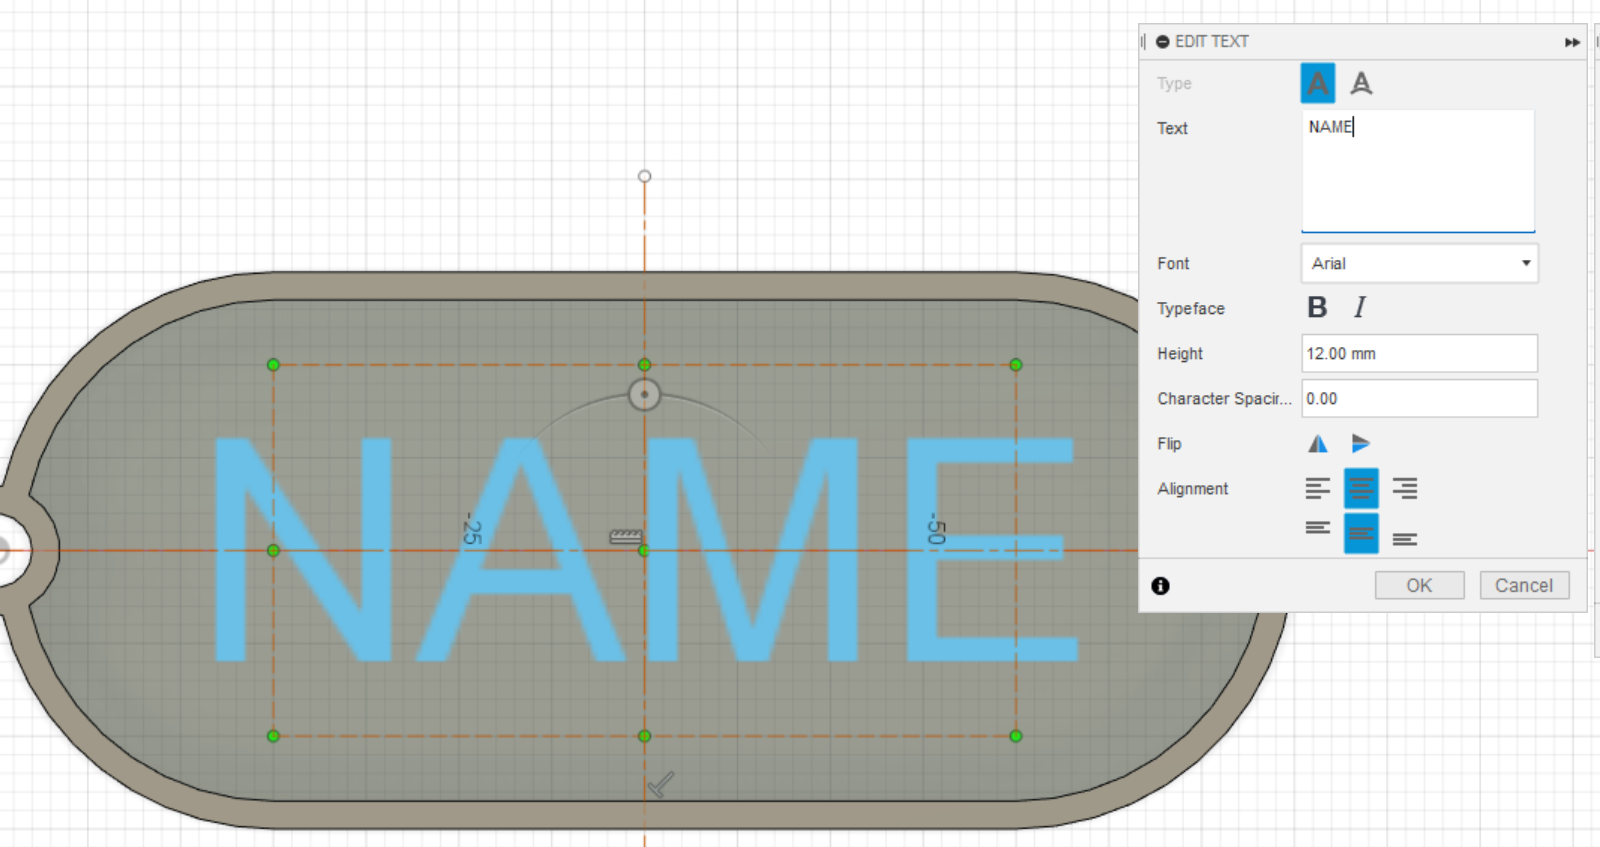 EDIT TEXT
Type
A A
Text
NAME
Font
Arial
Typeface
B I
Height
12.00 mm
Character Spacin...
0.00
Flip
Alignment
OK
Cancel
NAME
-25
-50